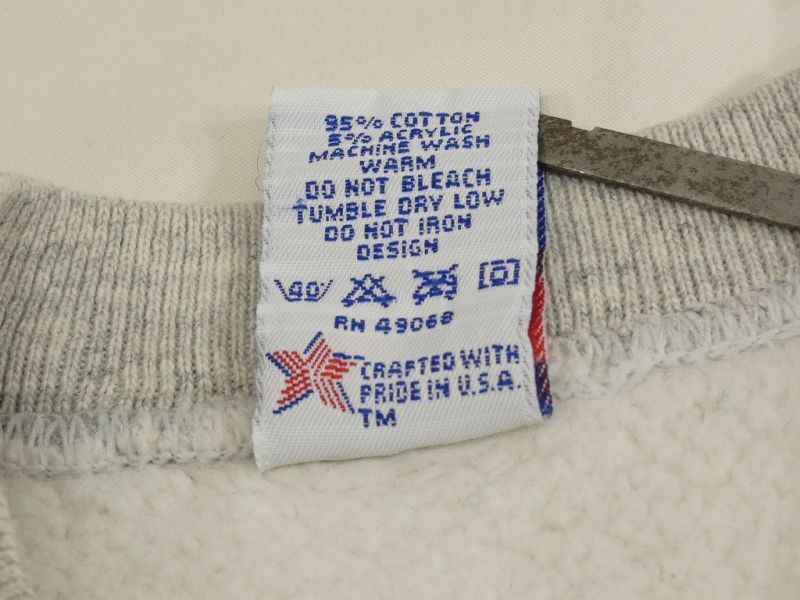 95% COTTON
5% ACRYLIC
MACHINE WASH
WARM
DO NOT BLEACH
TUMBLE DRY LOW
DO NOT IRON
DESIGN
40
RN 49068
CRAFTED WITH
PRIDE IN U.S.A.
TM